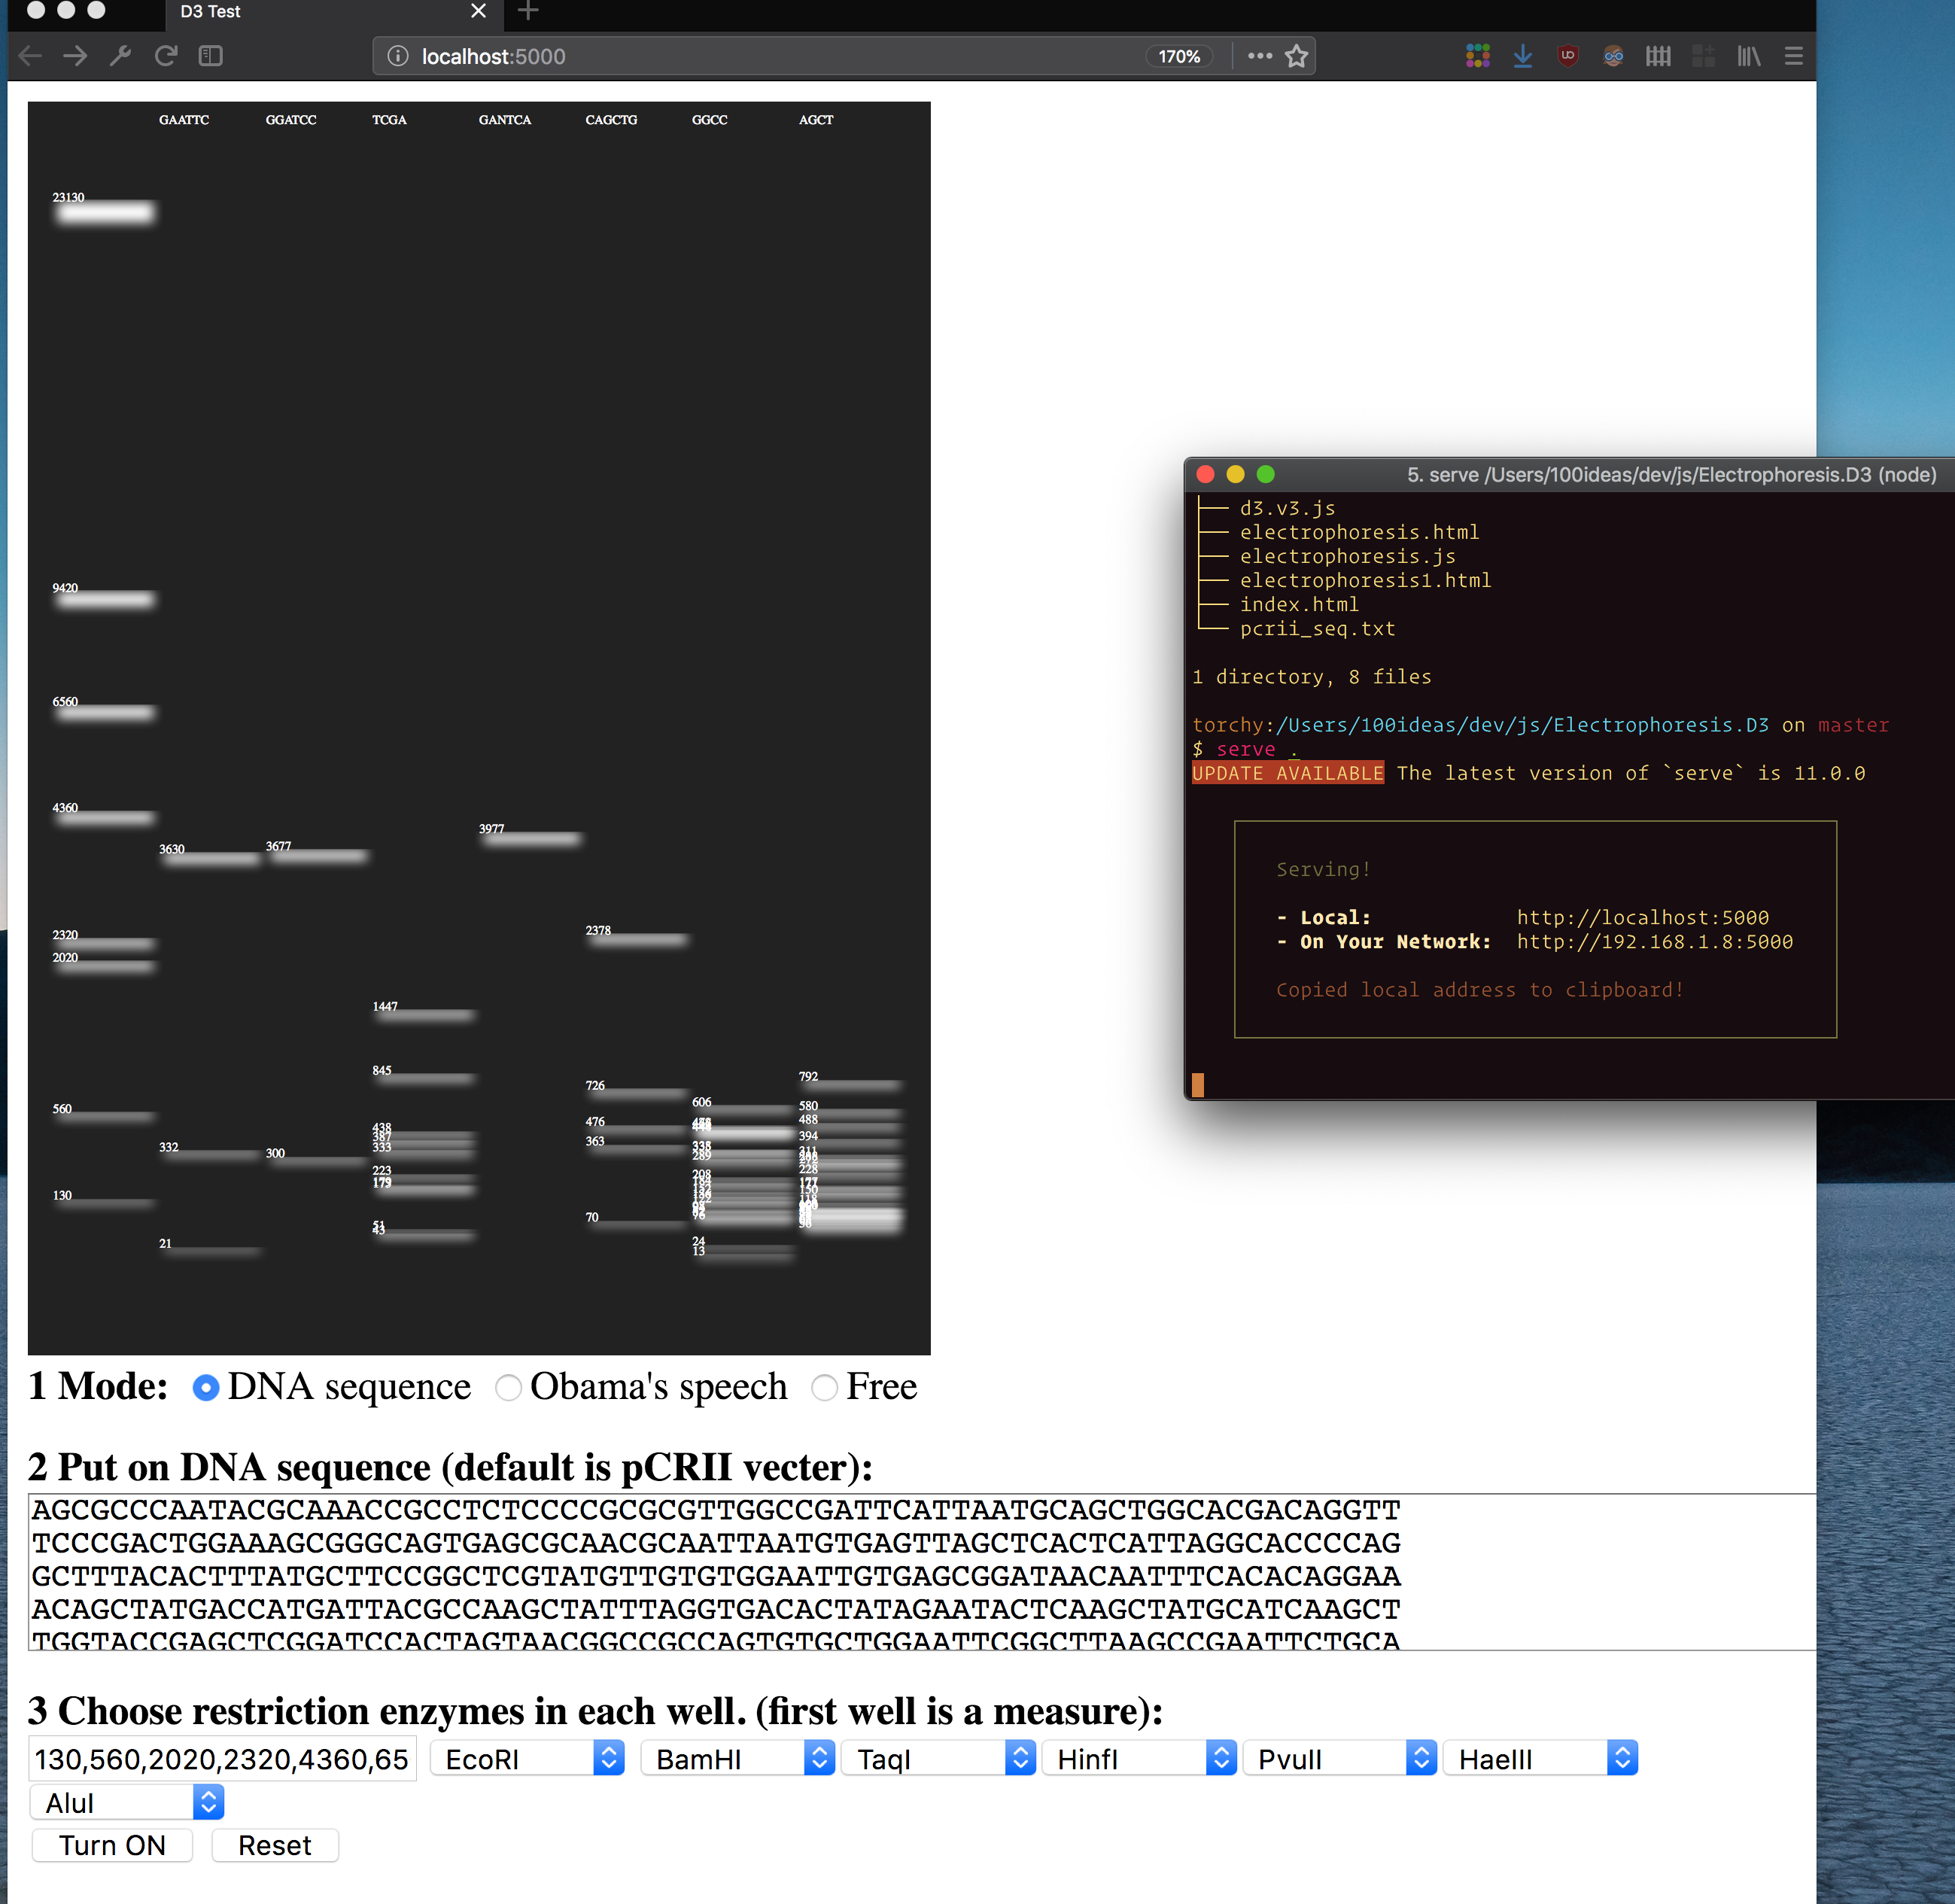 D3 Test
localhost:5000
170%
GAATTC GGATCC TCGA GANTCA CAGCTG GGCC AGCT
23130
9420
6560
4360
3630
3677
3977
2320
2378
2020
1447
845
792
726
560
606
580
476
488
438
387
394
363
333
332
300
289
228
223
208
179
173
177
150
130
122
76
70
51
43
21
24
13
5. serve /Users/100ideas/dev/js/Electrophoresis.D3 (node)
d3.v3.js
electrophoresis.html
electrophoresis.js
electrophoresis1.html
index.html
pcrii_seq.txt
1 directory, 8 files
torchy:/Users/100ideas/dev/js/Electrophoresis.D3 on master
$ serve .
UPDATE AVAILABLE The latest version of `serve` is 11.0.0
Serving!
- Local: http://localhost:5000
- On Your Network: http://192.168.1.8:5000
Copied local address to clipboard!
1 Mode: DNA sequence Obama's speech Free
2 Put on DNA sequence (default is pCRII vecter):
AGCGCCCAATACGCAAACCGCCTCTCCCCGCGCGTTGGCCGATTCATTAATGCAGCTGGCACGACAGGTT
TCCCGACTGGAAAGCGGGCAGTGAGCGCAACGCAATTAATGTGAGTTAGCTCACTCATTAGGCACCCCAG
GCTTTACACTTTATGCTTCCGGCTCGTATGTTGTGTGGAATTGTGAGCGGATAACAATTTCACACAGGAA
ACAGCTATGACCATGATTACGCCAAGCTATTTAGGTGACACTATAGAATACTCAAGCTATGCATCAAGCT
TGGTACCGAGCTCGGATCCACTAGTAACGGCCGCCAGTGTGCTGGAATTCGGCTTAAGCCGAATTCTGCA
3 Choose restriction enzymes in each well. (first well is a measure):
130,560,2020,2320,4360,65 EcoRI BamHI TaqI HinfI PvuII HaeIII
AluI
Turn ON Reset